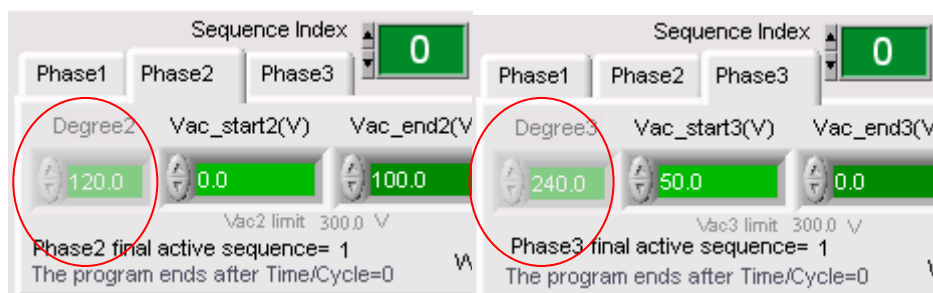 Sequence Index 0
Phase1 Phase2 Phase3
Degree2 Vac_start2(V) Vac_end2(V
120.0 0.0 100.0
Vac2 limit 300.0 V
Phase2 final active sequence= 1
The program ends after Time/Cycle=0
Sequence Index 0
Phase1 Phase2 Phase3
Degree3 Vac_start3(V) Vac_end3(V
240.0 50.0 0.0
Vac3 limit 300.0 V
Phase3 final active sequence= 1
The program ends after Time/Cycle=0